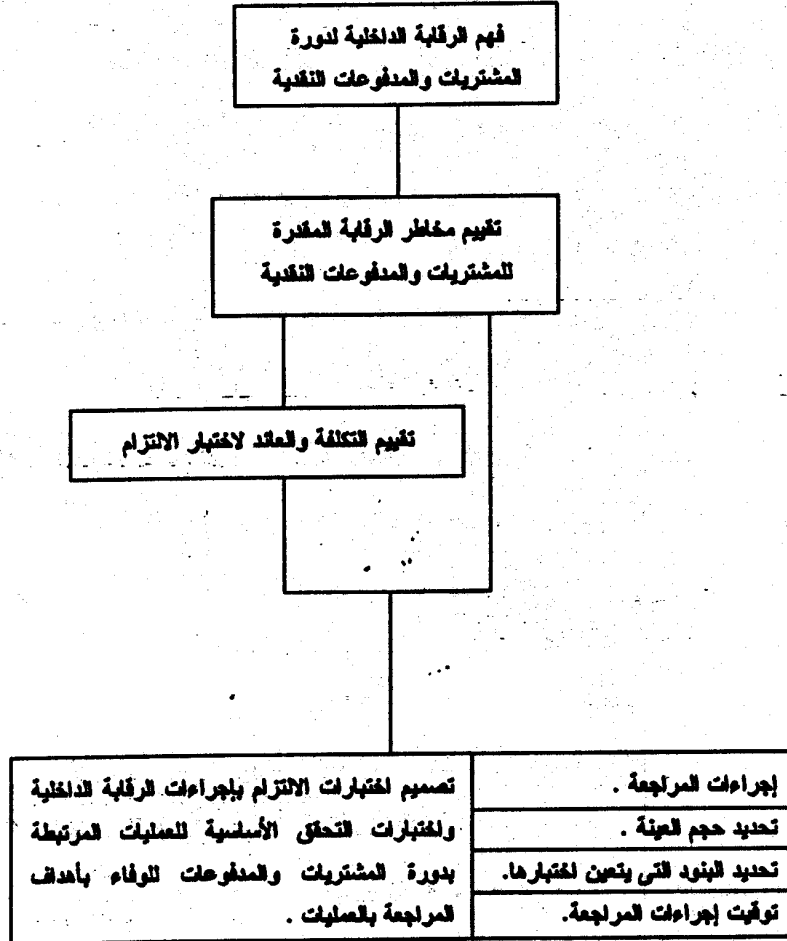 فهم الرقابة الداخلية لدورة
المشتريات والمدفوعات النقدية
تقييم مخاطر الرقابة المقدرة
للمشتريات والمدفوعات النقدية
تقييم التكلفة والعائد لاختبار الالتزام
إجراءات المراجعة .
تحديد حجم العينة .
تحديد البنود التى يتعين اختبارها.
توقيت إجراءات المراجعة.
تصميم اختبارات الالتزام بإجراءات الرقابة الداخلية
واختبارات التحقق الأساسية للعمليات المرتبطة
بدورة المشتريات والمدفوعات للوفاء بأهداف
المراجعة بالعمليات .